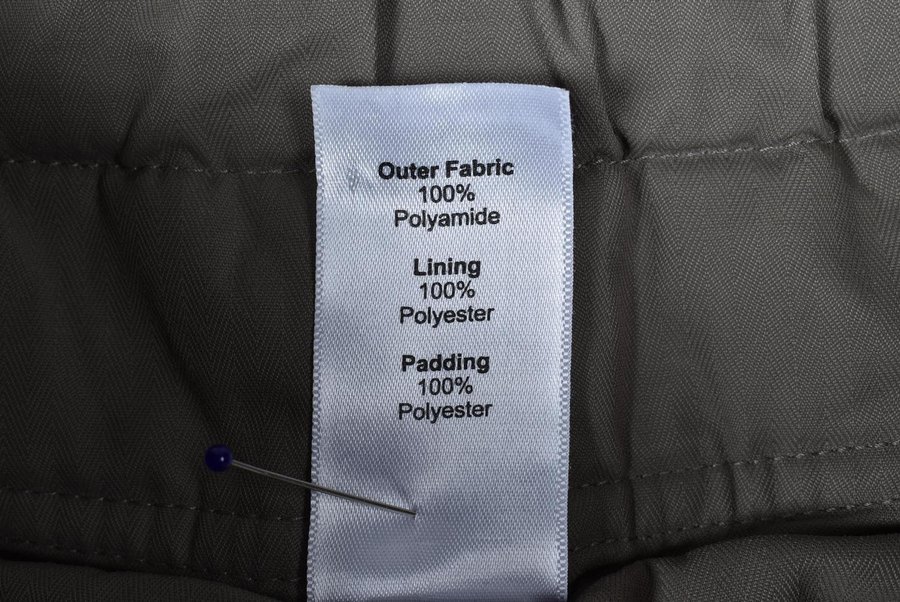 Outer Fabric
100%
Polyamide
Lining
100%
Polyester
Padding
100%
Polyester